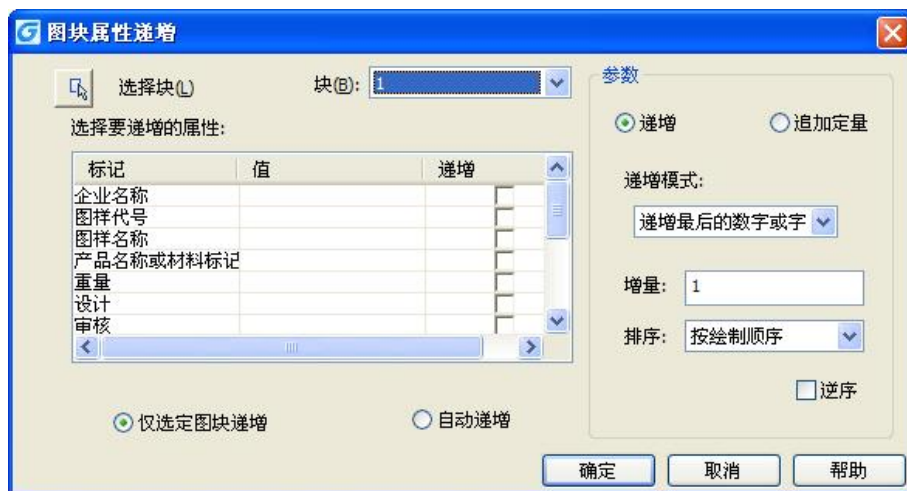 图块属性递增
选择块(L)
块(B): 1
选择要递增的属性:
标记 值 递增
企业名称
图样代号
图样名称
产品名称或材料标记
重量
设计
审核
仅选定图块递增
自动递增
参数
递增
追加定量
递增模式:
递增最后的数字或字
增量: 1
排序: 按绘制顺序
逆序
确定 取消 帮助